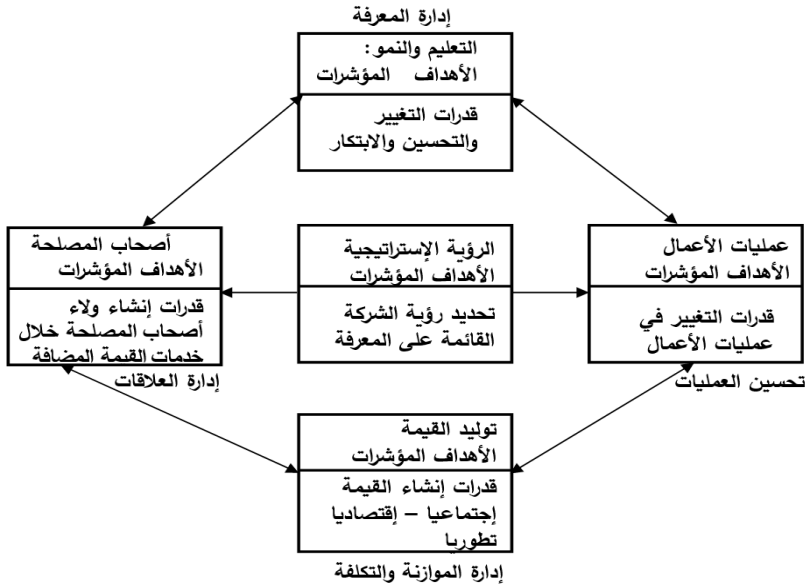 إدارة المعرفة
التعليم والنمو:
الأهداف المؤشرات
قدرات التغيير
والتحسين والابتكار
أصحاب المصلحة
الأهداف المؤشرات
قدرات إنشاء ولاء
أصحاب المصلحة خلال
خدمات القيمة المضافة
إدارة العلاقات
الرؤية الإستراتيجية
الأهداف المؤشرات
تحديد رؤية الشركة
القائمة على المعرفة
عمليات الأعمال
الأهداف المؤشرات
قدرات التغيير في
عمليات الأعمال
تحسين العمليات
توليد القيمة
الأهداف المؤشرات
قدرات إنشاء القيمة
إجتماعيا – إقتصاديا
تطوريا
إدارة الموازنة والتكلفة